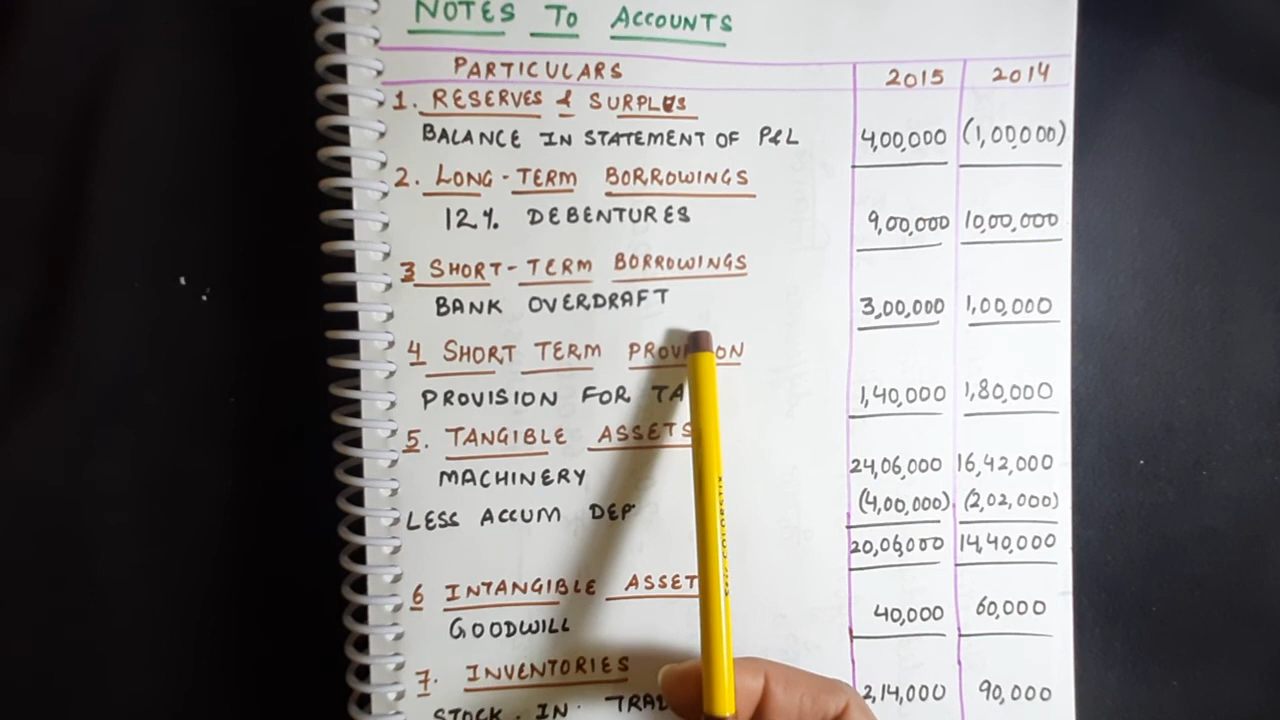 NOTES TO ACCOUNTS
PARTICULARS 2015 2014
1. RESERVES & SURPLUS
BALANCE IN STATEMENT OF P&L 4,00,000 (1,00,000)
2. LONG-TERM BORROWINGS
12% DEBENTURES 9,00,000 10,00,000
3 SHORT-TERM BORROWINGS
BANK OVERDRAFT 3,00,000 1,00,000
4 SHORT TERM PROVISION
PROVISION FOR 1,40,000 1,80,000
5. TANGIBLE ASSETS
MACHINERY 24,06,000 16,42,000
LESS ACCUM DEP (4,00,000) (2,02,000)
20,06,000 14,40,000
6 INTANGIBLE ASSET
GOODWILL 40,000 60,000
7. INVENTORIES
STOCK. IN. 2,14,000 90,000